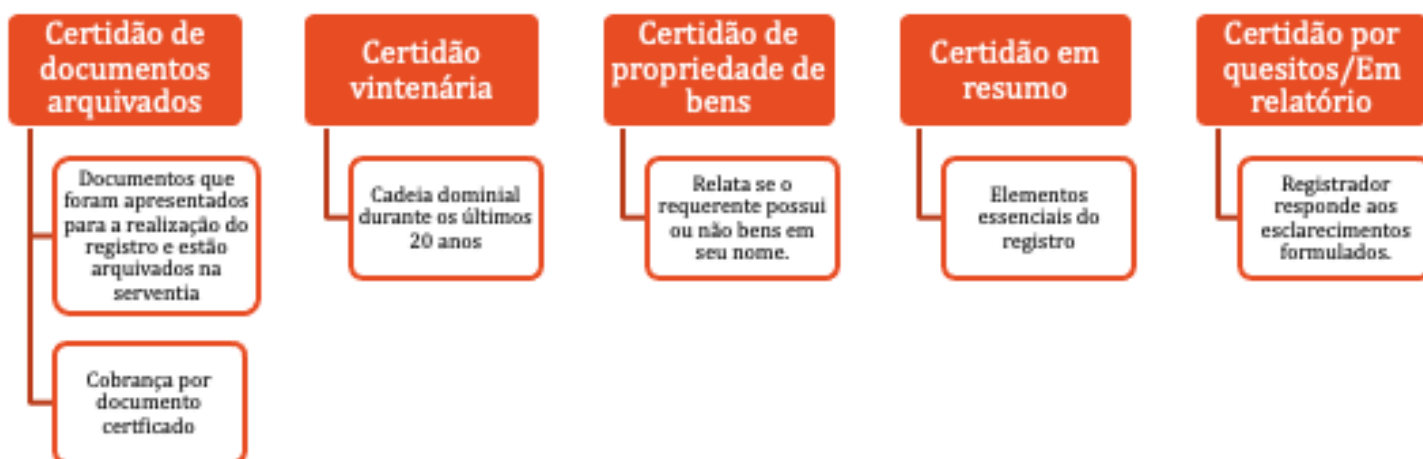 Certidão de
documentos
arquivados
Documentos que
foram apresentados
para a realização do
registro e estão
arquivados na
serventia
Cobrança por
documento
certficado
Certidão
vintenária
Cadeia dominial
durante os últimos
20 anos
Certidão de
propriedade de
bens
Relata se o
requerente possui
ou não bens em
seu nome.
Certidão em
resumo
Elementos
essenciais do
registro
Certidão por
quesitos/Em
relatório
Registrador
responde aos
esclarecimentos
formulados.